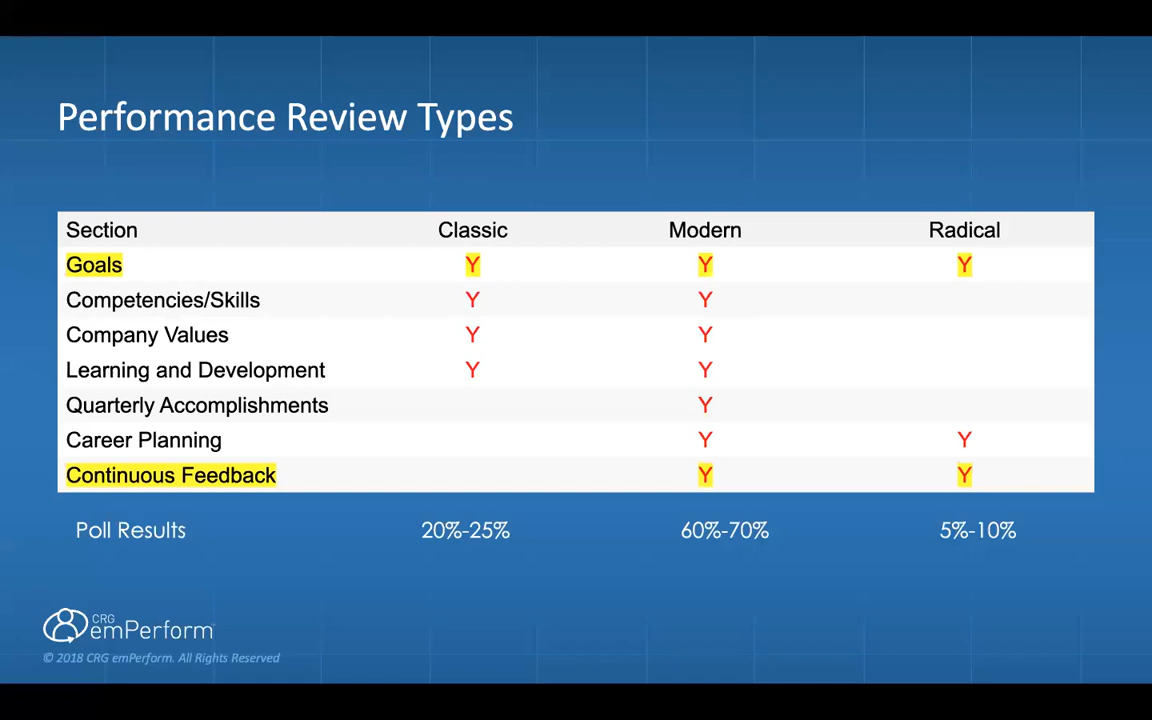 Performance Review Types
Section Classic Modern Radical
Goals Y Y Y
Competencies/Skills Y Y
Company Values Y Y
Learning and Development Y Y
Quarterly Accomplishments Y
Career Planning Y Y
Continuous Feedback Y Y
Poll Results 20%-25% 60%-70% 5%-10%
CRG
emPerform
© 2018 CRG emPerform. All Rights Reserved